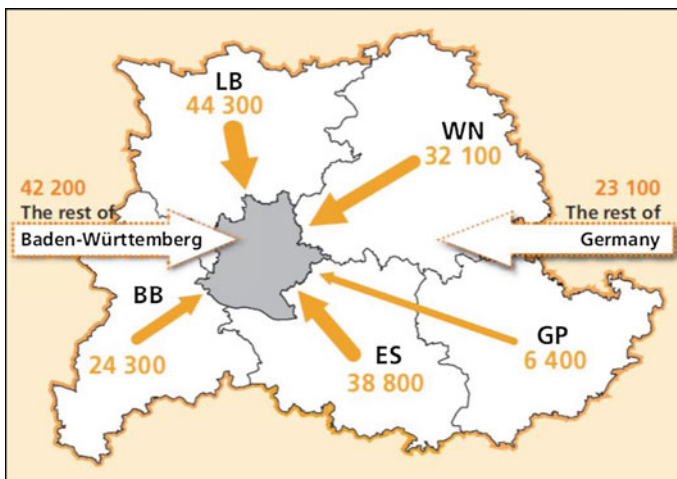 LB
44 300
WN
32 100
42 200
The rest of
Baden-Württemberg
23 100
The rest of
Germany
BB
24 300
ES
38 800
GP
6 400